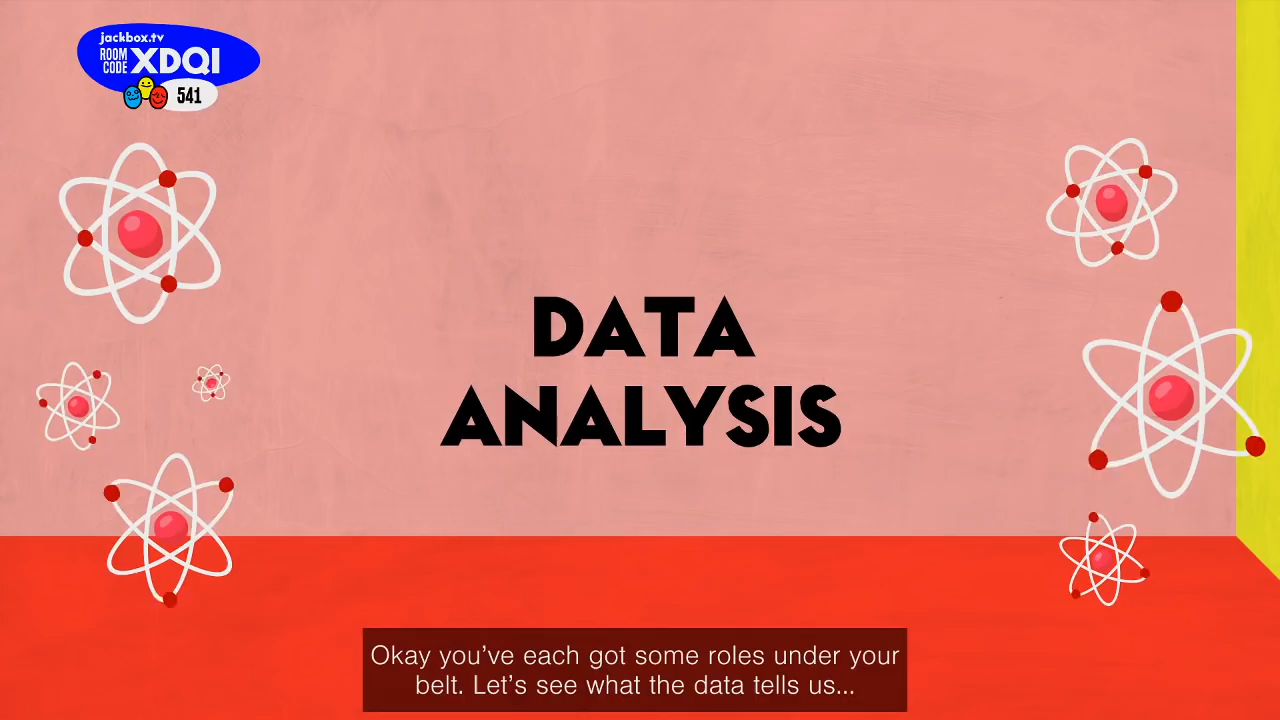 jackbox.tv
ROOM CODE XDQI
541
DATA
ANALYSIS
Okay you've each got some roles under your
belt. Let's see what the data tells us...